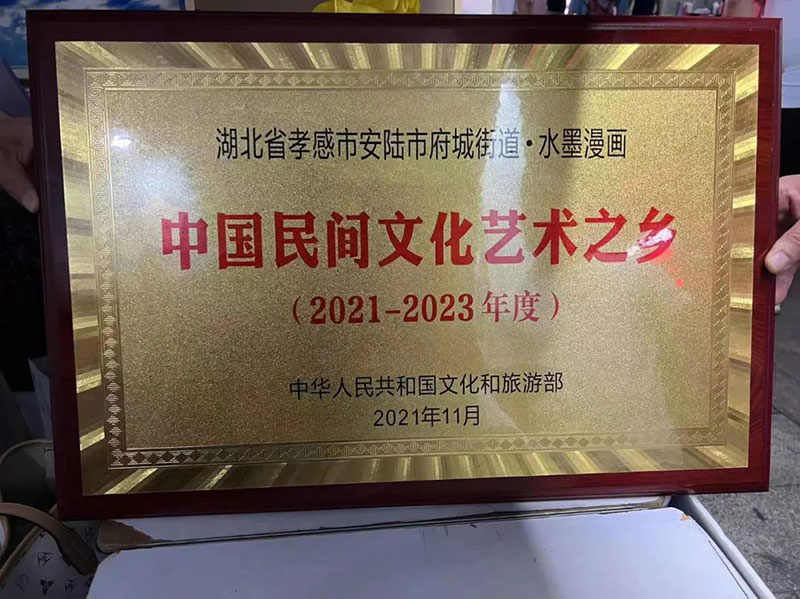 湖北省孝感市安陆市府城街道·水墨漫画
中国民间文化艺术之乡
（2021-2023年度）
中华人民共和国文化和旅游部
2021年11月